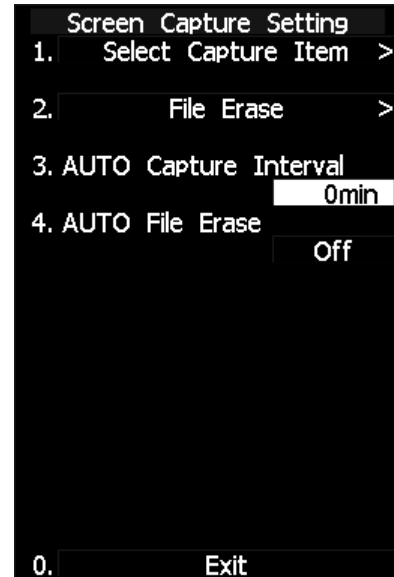 Screen Capture Setting
1. Select Capture Item >
2. File Erase >
3. AUTO Capture Interval
0min
4. AUTO File Erase
Off
0. Exit